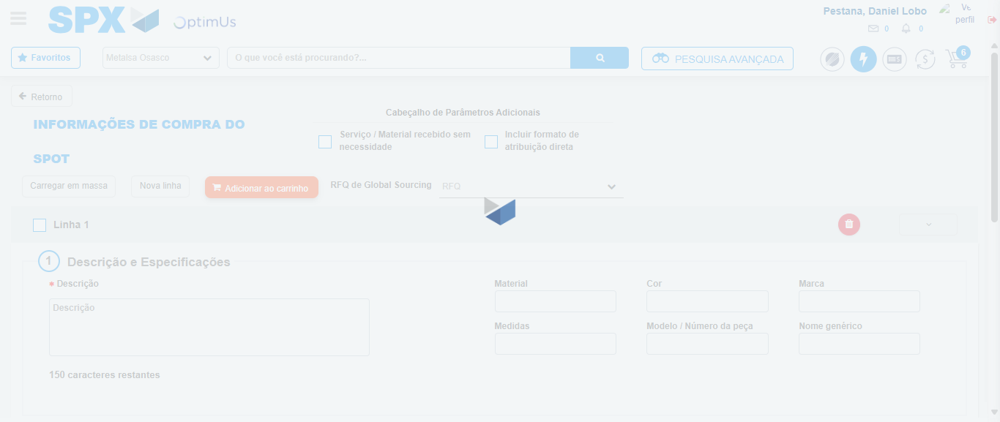 SPX OptimUs
Pestana, Daniel Lobo
perfil
0 0
Favoritos
Metalsa Osasco
O que você está procurando?...
PESQUISA AVANÇADA
6
Retorno
INFORMAÇÕES DE COMPRA DO
SPOT
Cabeçalho de Parâmetros Adicionais
Serviço / Material recebido sem
necessidade
Incluir formato de
atribuição direta
Carregar em massa
Nova linha
Adicionar ao carrinho
RFQ de Global Sourcing
RFQ
Linha 1
1 Descrição e Especificações
* Descrição
Descrição
150 caracteres restantes
Material
Cor
Marca
Medidas
Modelo / Número da peça
Nome genérico